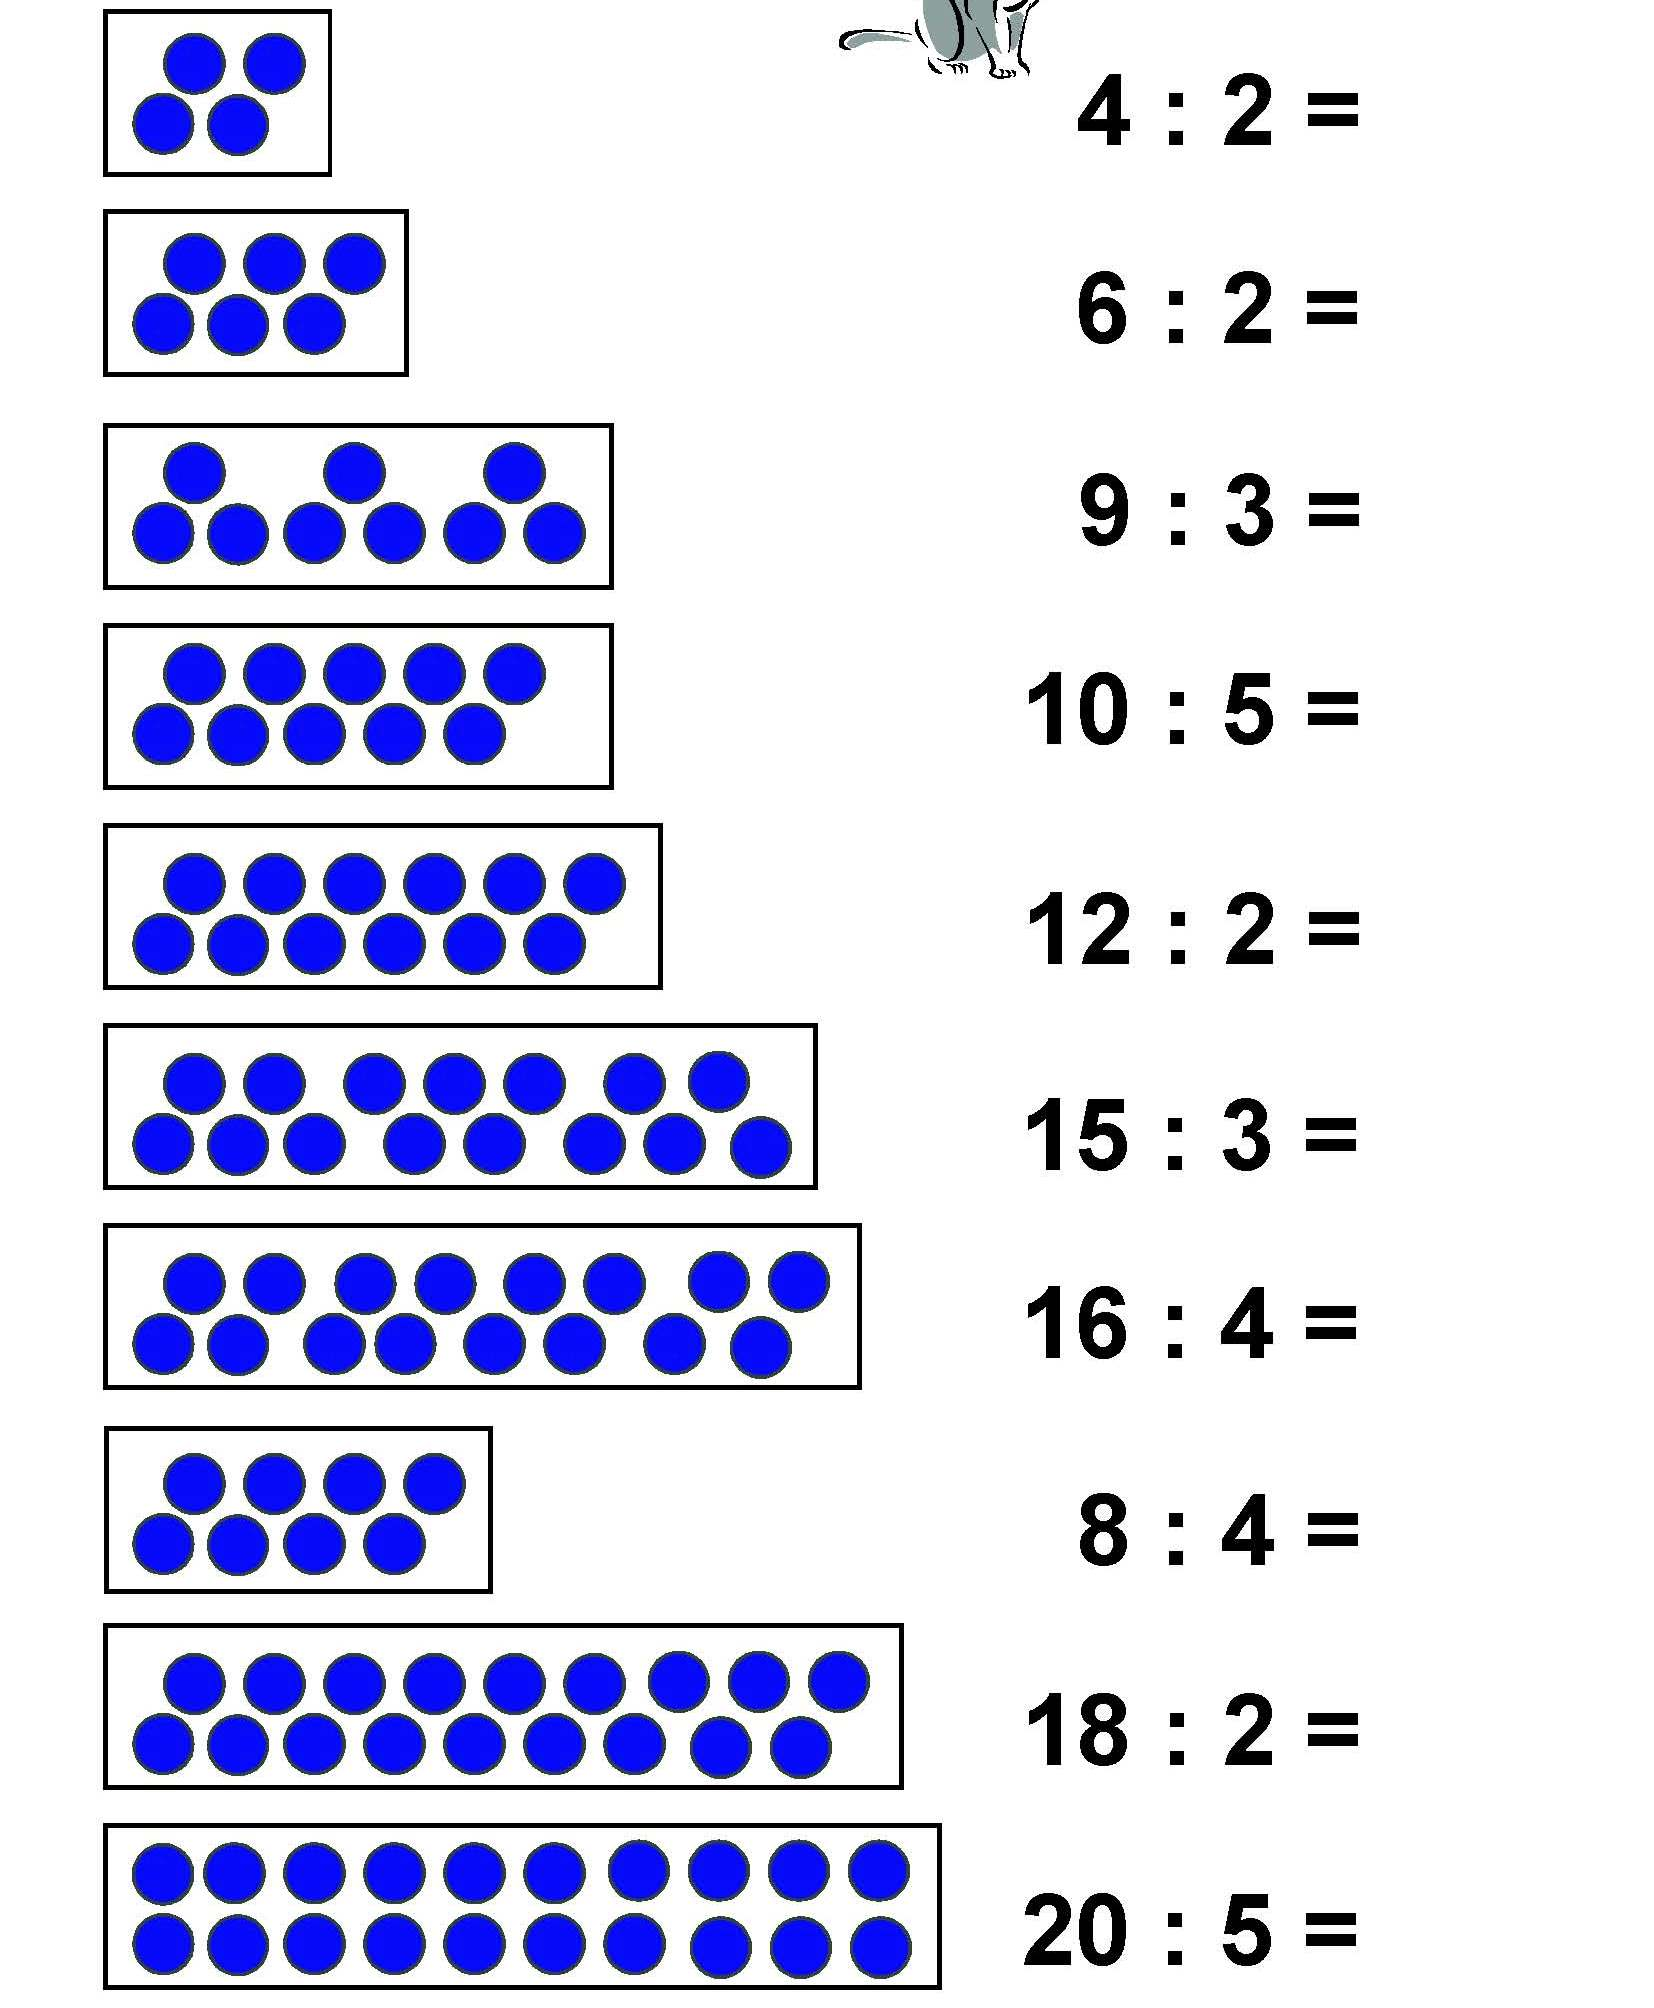 4 : 2 =
6 : 2 =
9 : 3 =
10 : 5 =
12 : 2 =
15 : 3 =
16 : 4 =
8 : 4 =
18 : 2 =
20 : 5 =